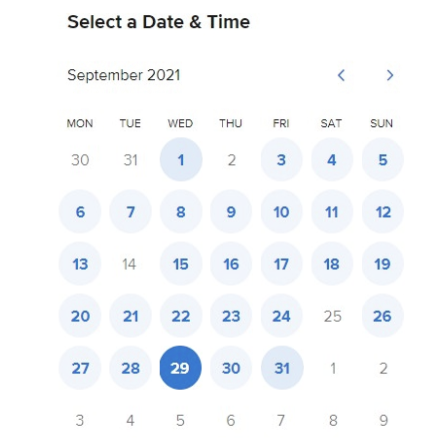 Select a Date & Time
September 2021
MON TUE WED THU FRI SAT SUN
30 31 1 2 3 4 5
6 7 8 9 10 11 12
13 14 15 16 17 18 19
20 21 22 23 24 25 26
27 28 29 30 31 1 2
3 4 5 6 7 8 9